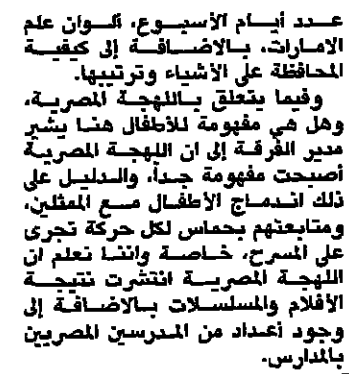 عدد أيام الأسبوع، ألوان علم
الامارات، بالاضافة إلى كيفية
المحافظة على الأشياء وترتيبها.
وفيما يتعلق باللهجة المصرية،
وهل هي مفهومة للأطفال هنا يشير
مدير الفرقة إلى ان اللهجة المصرية
أصبحت مفهومة جدا، والدليل على
ذلك اندماج الأطفال مع الممثلين،
ومتابعتهم بحماس لكل حركة تجرى
على المسرح، خاصة واننا نعلم ان
اللهجة المصرية انتشرت نتيجة
الأفلام والمسلسلات بالاضافة إلى
وجود أعداد من المدرسين المصريين
بالمدارس.